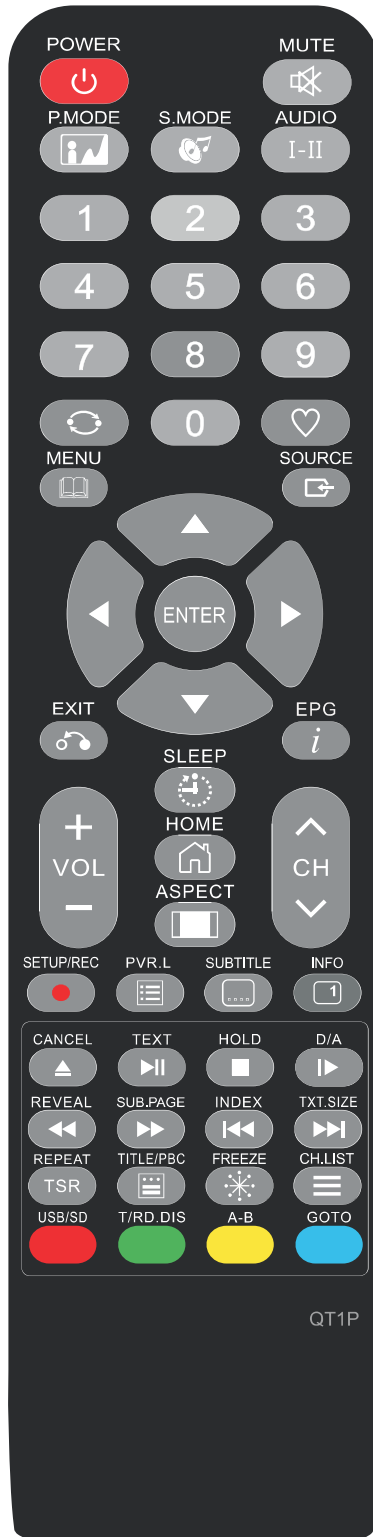 POWER MUTE
P.MODE S.MODE AUDIO
I-II
1 2 3
4 5 6
7 8 9
0
MENU SOURCE
ENTER
EXIT EPG
i
SLEEP
HOME
+
VOL
−
CH
ASPECT
SETUP/REC PVR.L SUBTITLE INFO
1
CANCEL TEXT HOLD D/A
REVEAL SUB.PAGE INDEX TXT.SIZE
REPEAT TITLE/PBC FREEZE CH.LIST
TSR
USB/SD T/RD.DIS A-B GOTO
QT1P